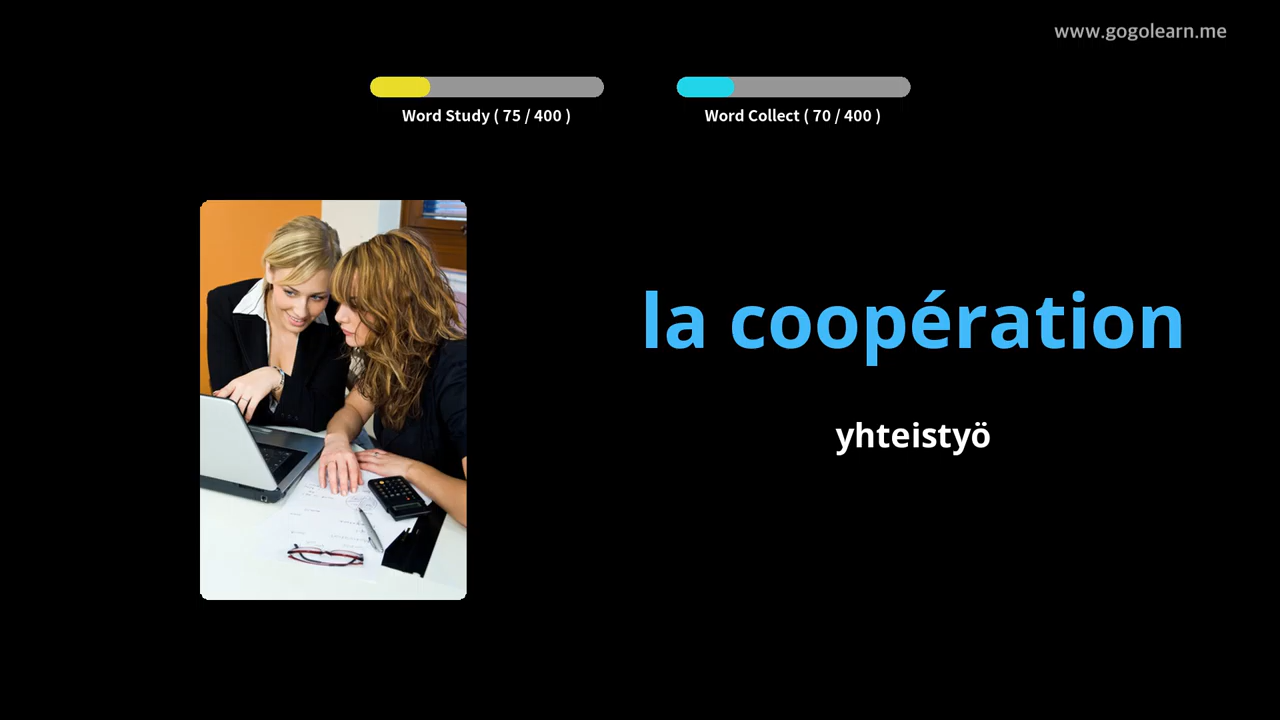 www.gogolearn.me
Word Study ( 75 / 400 )
Word Collect ( 70 / 400 )
la coopération
yhteistyö